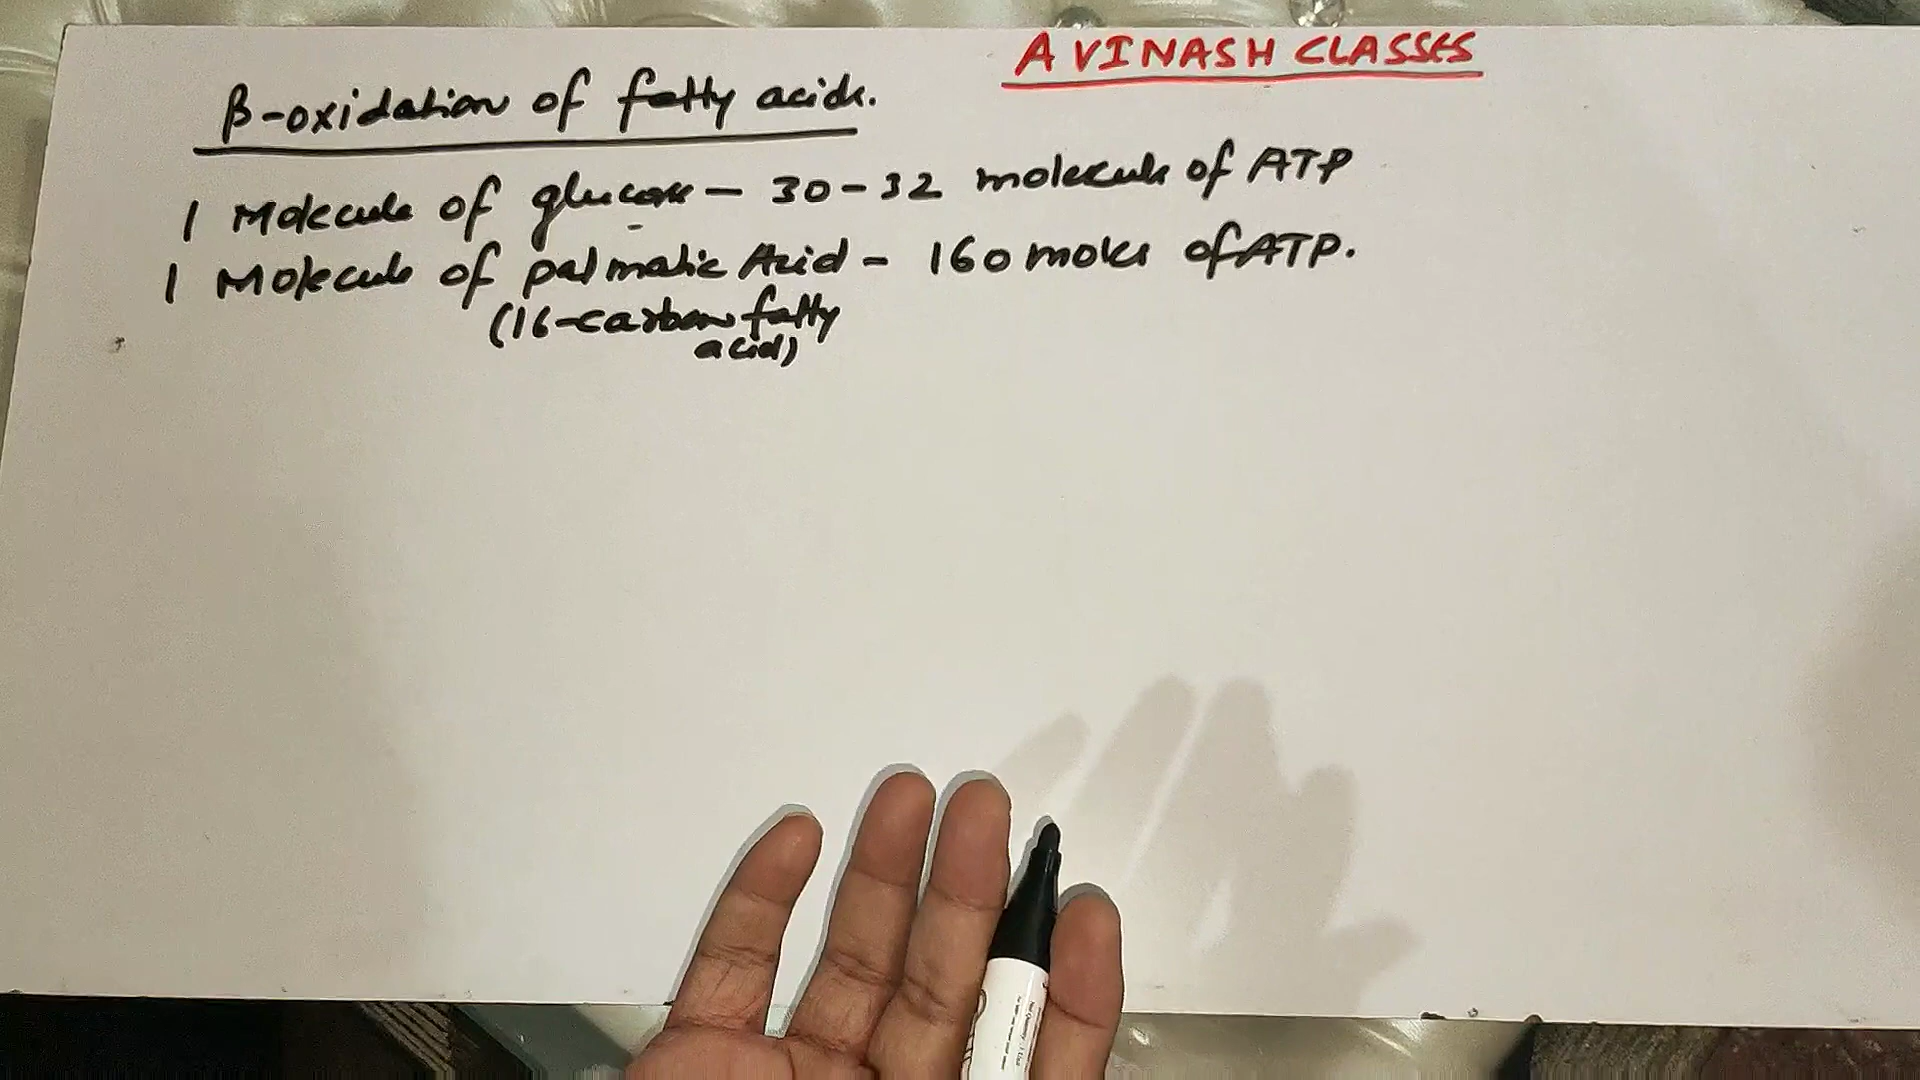 AVINASH CLASSES
β-oxidation of fatty acids.
1 Molecule of glucose - 30-32 molecule of ATP
1 Molecule of palmatic Acid - 160 moles of ATP.
(16-carbon fatty
acid)